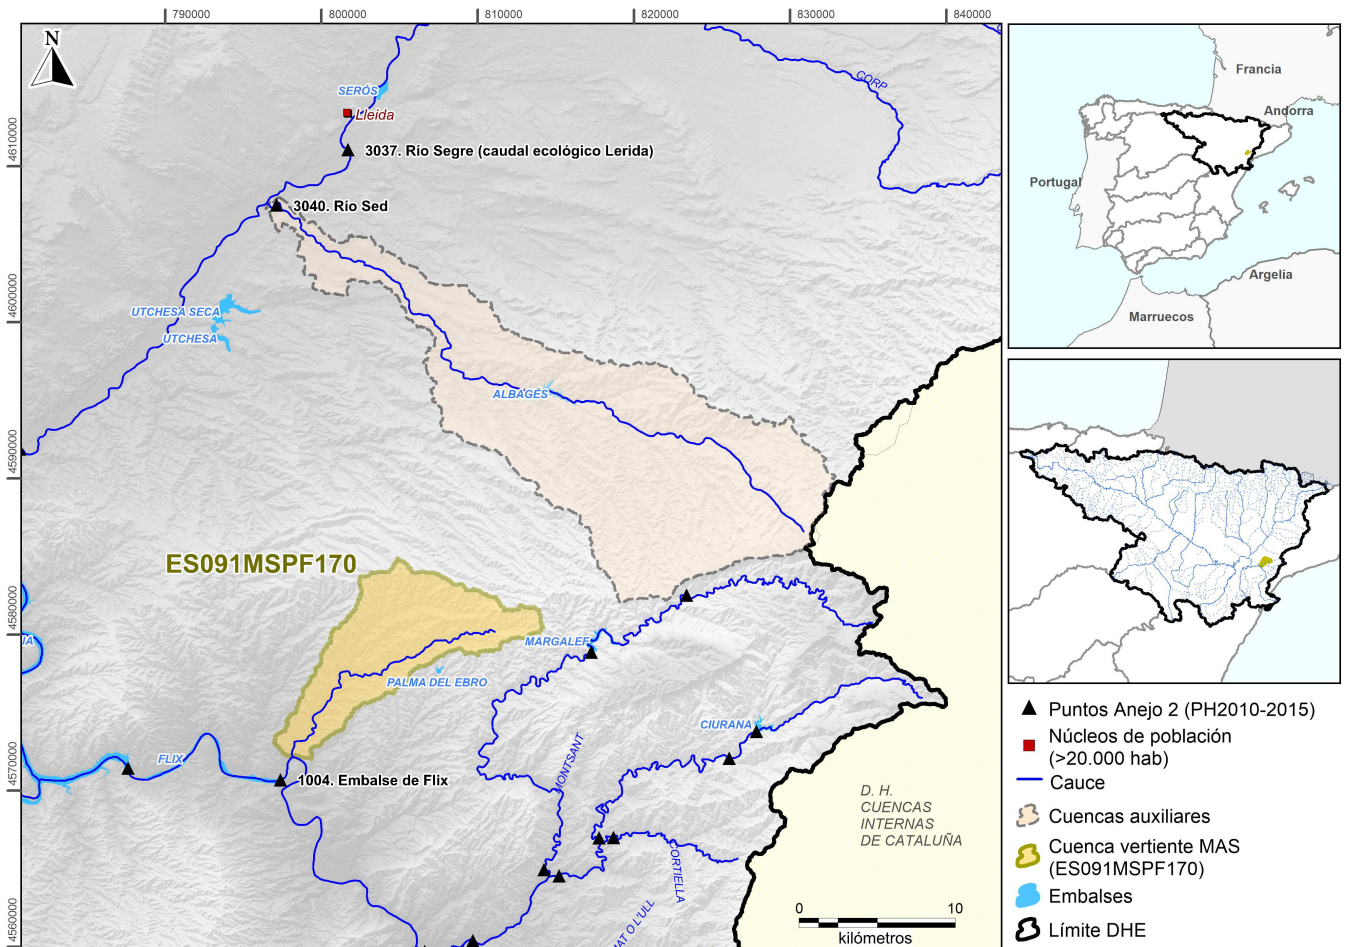 790000
800000
810000
820000
830000
840000
N
SERÓS
Lleida
CORP
4610000
3037. Río Segre (caudal ecológico Lerida)
3040. Río Sed
4600000
UTCHESA SECA
UTCHESA
ALBAGÉS
4590000
ES091MSPF170
4580000
JA
MARGALEF
PALMA DEL EBRO
CIURANA
4570000
FLIX
MONTSANT
1004. Embalse de Flix
D. H.
CUENCAS
INTERNAS
DE CATALUÑA
CORTIELLA
MAT O L'ULL
4560000
0 10
kilómetros
Francia
Andorra
Portugal
Argelia
Marruecos
Puntos Anejo 2 (PH2010-2015)
Núcleos de población
(>20.000 hab)
Cauce
Cuencas auxiliares
Cuenca vertiente MAS
(ES091MSPF170)
Embalses
Límite DHE